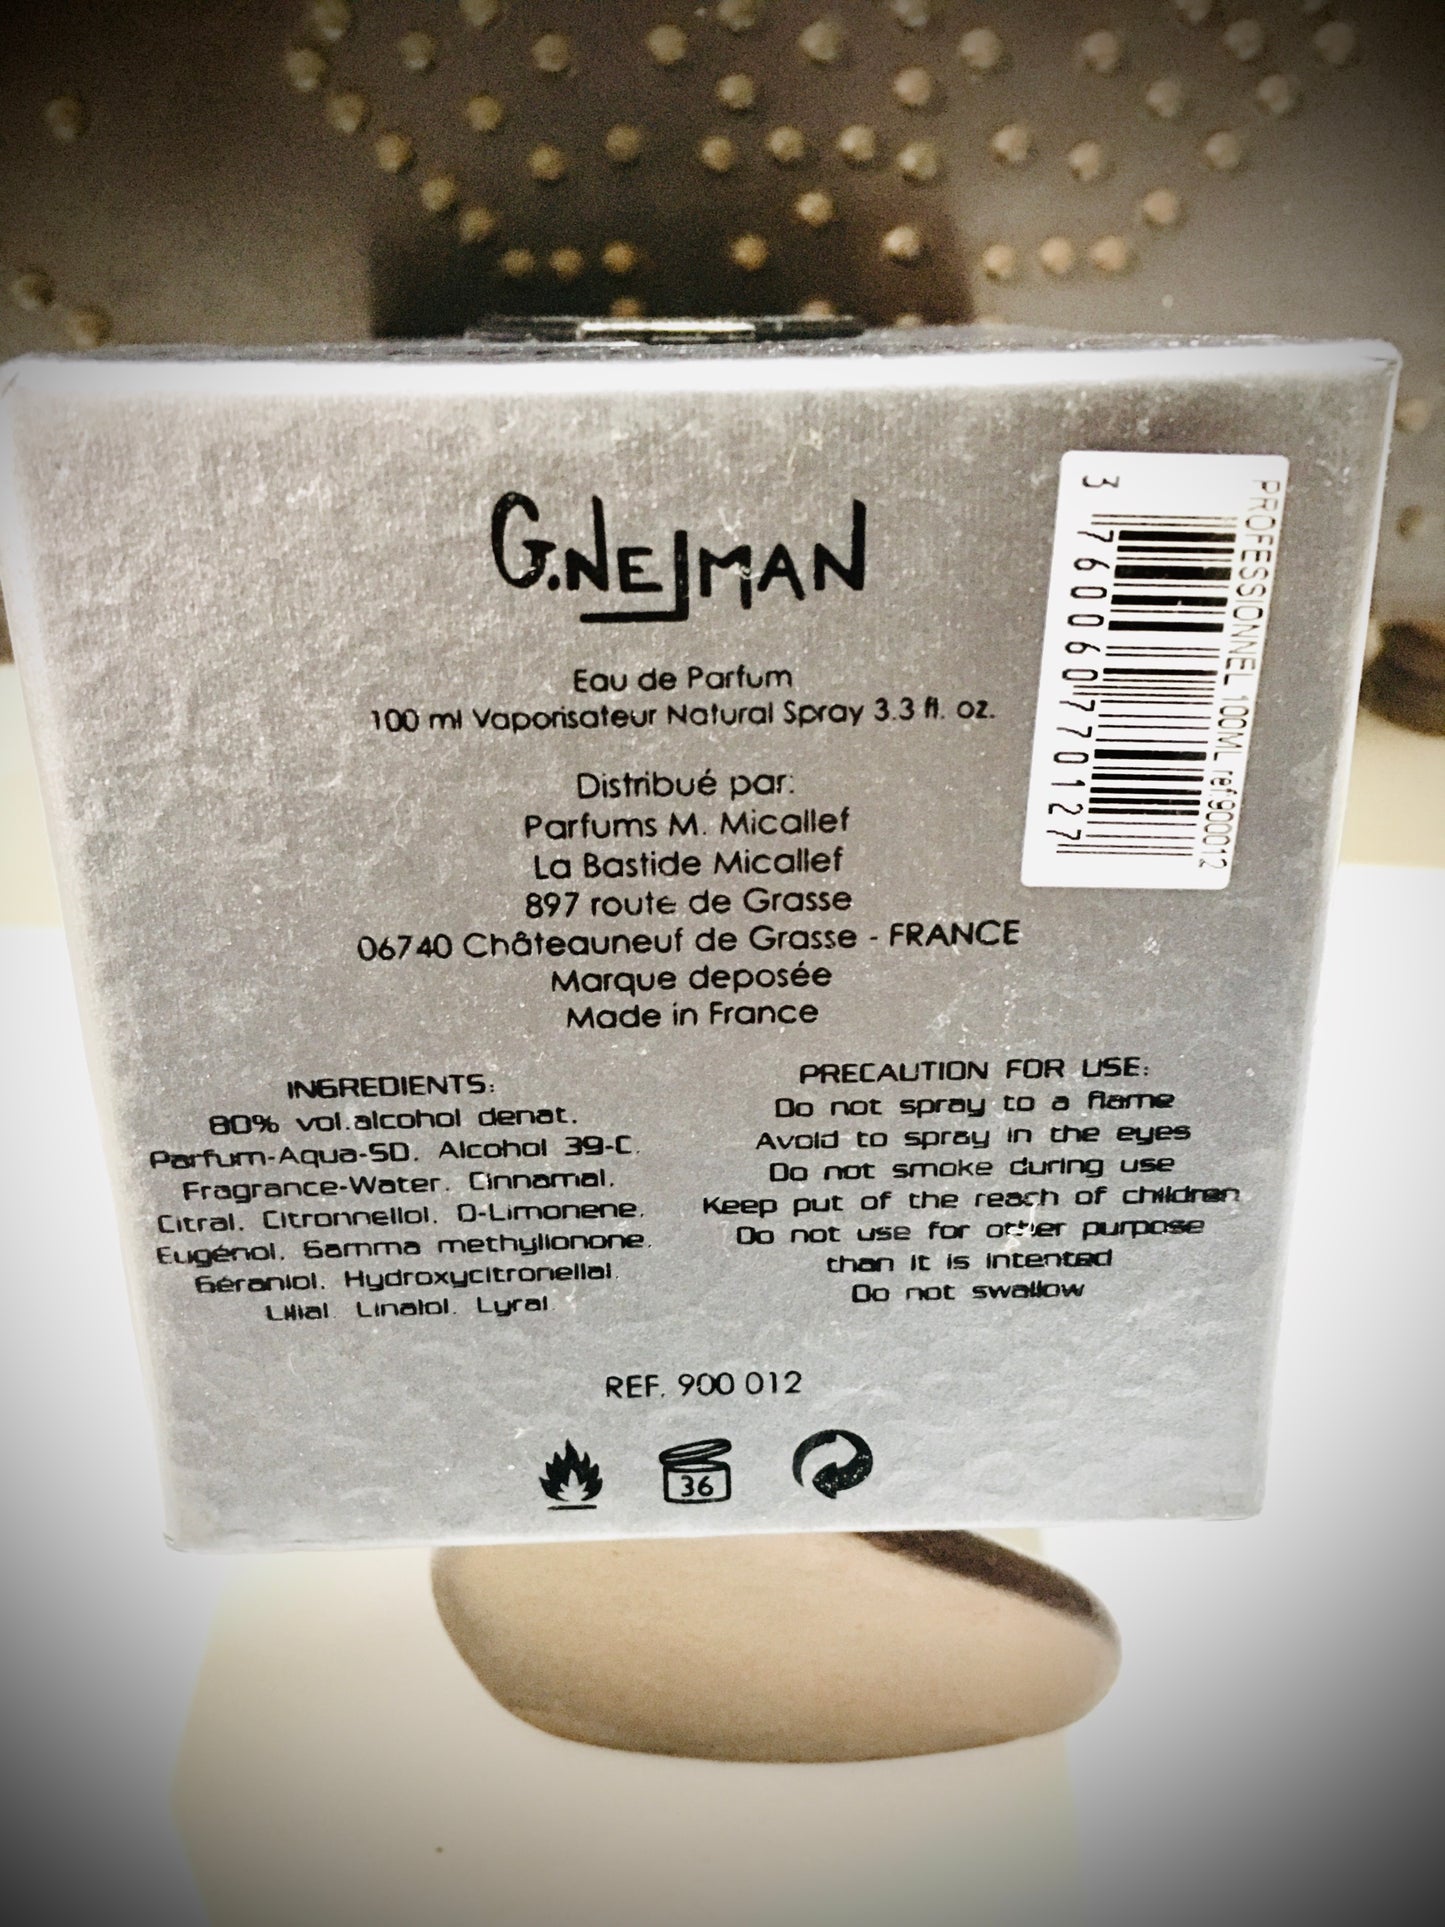 G.NEJMAN
Eau de Parfum
100 ml Vaporisateur Natural Spray 3.3 fl. oz.
Distribué par:
Parfums M. Micallef
La Bastide Micallef
897 route de Grasse
06740 Châteauneuf de Grasse - FRANCE
Marque deposée
Made in France
PROFESSIONNEL 100ML ref.900012
3 760060 770127
INGREDIENTS:
80% vol.alcohol denat.
Parfum-Aqua-SD. Alcohol 39-C.
Fragrance-Water. Cinnamal.
Citral. Citronnellol. D-Limonene.
Eugénol. Gamma methylionone.
Géraniol. Hydroxycitronellal.
Lilial. Linalol. Lyral
PRECAUTION FOR USE:
Do not spray to a flame
Avoid to spray in the eyes
Do not smoke during use
Keep put of the reach of children
Do not use for other purpose
than it is intented
Do not swallow
REF. 900 012
36